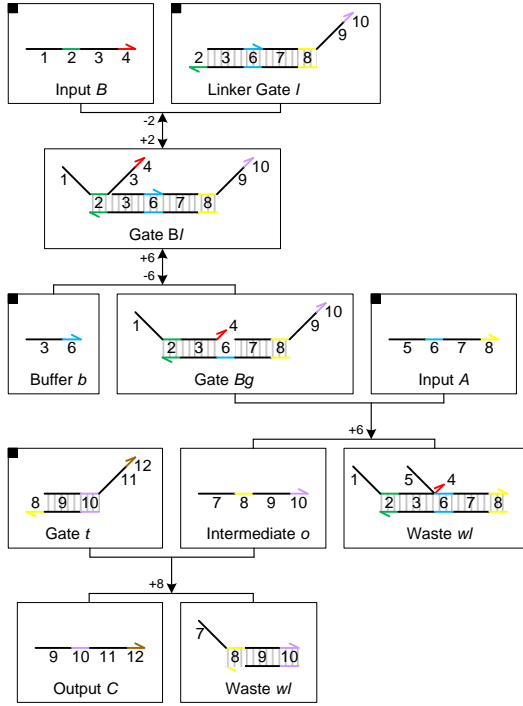 1 2 3 4
Input B
10
9
2 3 6 7 8
Linker Gate l
-2
+2
4
10
1 3 9
2 3 6 7 8
Gate Bl
+6
-6
3 6
Buffer b
10
1 4 9
2 3 6 7 8
Gate Bg
5 6 7 8
Input A
+6
12
11
8 9 10
Gate t
7 8 9 10
Intermediate o
1 5 4
2 3 6 7 8
Waste wl
+8
9 10 11 12
Output C
7
8 9 10
Waste wl